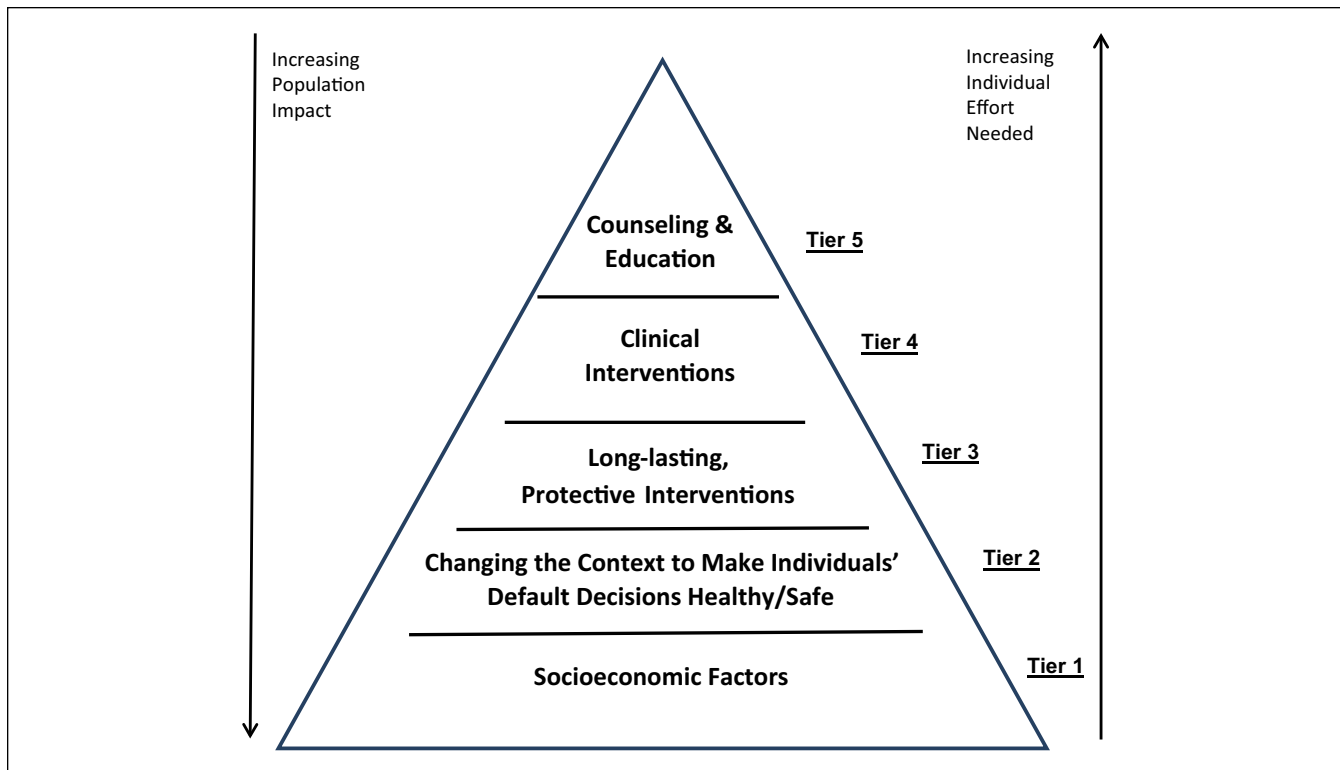 Increasing
Population
Impact
Increasing
Individual
Effort
Needed
Counseling &
Education
Tier 5
Clinical
Interventions
Tier 4
Long-lasting,
Protective Interventions
Tier 3
Changing the Context to Make Individuals’
Default Decisions Healthy/Safe
Tier 2
Socioeconomic Factors
Tier 1